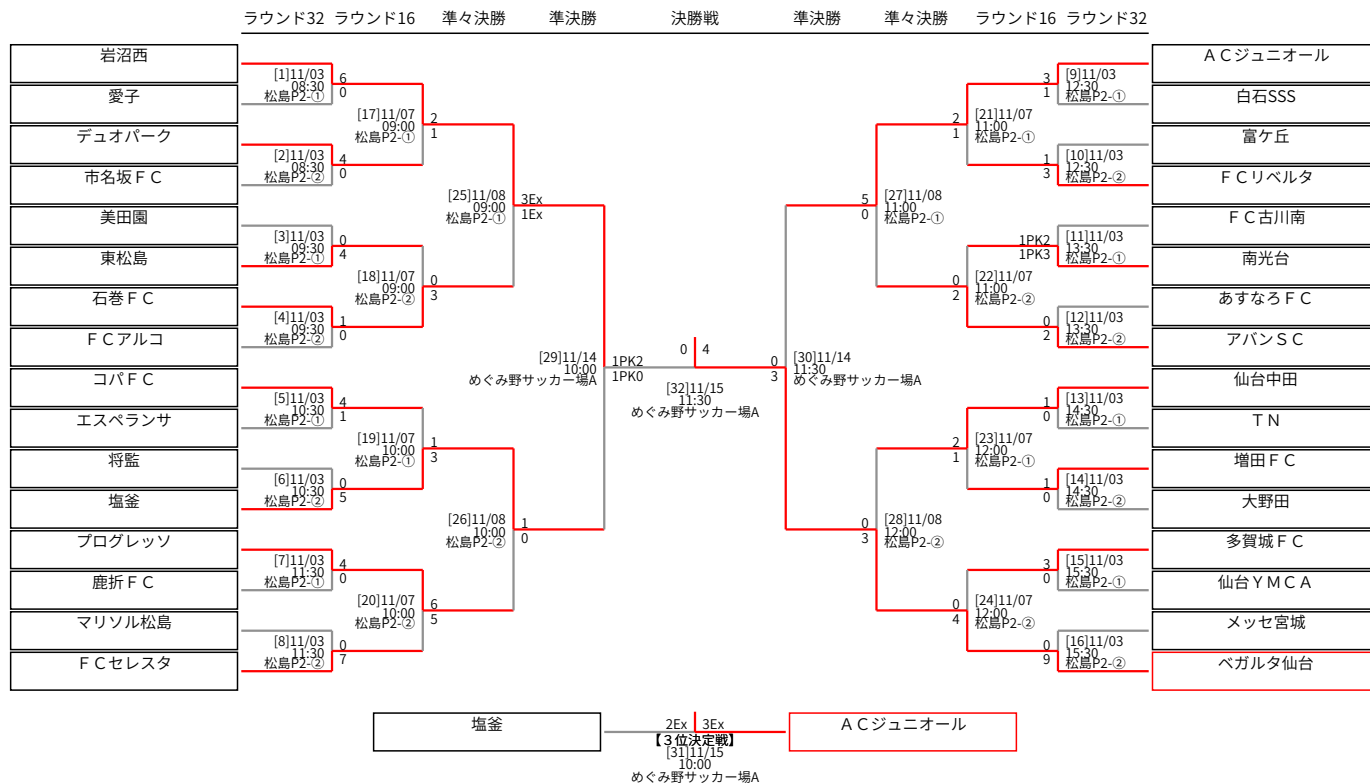 ラウンド32 ラウンド16 準々決勝 準決勝 決勝戦 準決勝 準々決勝 ラウンド16 ラウンド32
岩沼西
愛子
デュオパーク
市名坂ＦＣ
美田園
東松島
石巻ＦＣ
ＦＣアルコ
コパＦＣ
エスペランサ
将監
塩釜
プログレッソ
鹿折ＦＣ
マリソル松島
ＦＣセレスタ
[1]11/03
08:30
松島P2-①
6
0
[2]11/03
08:30
松島P2-②
4
0
[3]11/03
09:30
松島P2-①
0
4
[4]11/03
09:30
松島P2-②
1
0
[5]11/03
10:30
松島P2-①
4
1
[6]11/03
10:30
松島P2-②
0
5
[7]11/03
11:30
松島P2-①
4
0
[8]11/03
11:30
松島P2-②
0
7
[17]11/07
09:00
松島P2-①
2
1
[18]11/07
09:00
松島P2-②
0
3
[19]11/07
10:00
松島P2-①
1
3
[20]11/07
10:00
松島P2-②
6
5
[25]11/08
09:00
松島P2-①
3Ex
1Ex
[26]11/08
10:00
松島P2-②
1
0
[29]11/14
10:00
めぐみ野サッカー場A
1PK2
1PK0
0 4
[32]11/15
11:30
めぐみ野サッカー場A
0
3
[30]11/14
11:30
めぐみ野サッカー場A
5
0
[27]11/08
11:00
松島P2-①
0
3
[28]11/08
12:00
松島P2-②
2
1
[21]11/07
11:00
松島P2-①
0
2
[22]11/07
11:00
松島P2-②
2
1
[23]11/07
12:00
松島P2-①
0
4
[24]11/07
12:00
松島P2-②
3
1
[9]11/03
12:30
松島P2-①
1
3
[10]11/03
12:30
松島P2-②
1PK2
1PK3
[11]11/03
13:30
松島P2-①
0
2
[12]11/03
13:30
松島P2-②
1
0
[13]11/03
14:30
松島P2-①
1
0
[14]11/03
14:30
松島P2-②
3
0
[15]11/03
15:30
松島P2-①
0
9
[16]11/03
15:30
松島P2-②
ＡＣジュニオール
白石SSS
富ケ丘
ＦＣリベルタ
ＦＣ古川南
南光台
あすなろＦＣ
アバンＳＣ
仙台中田
ＴＮ
増田ＦＣ
大野田
多賀城ＦＣ
仙台ＹＭＣＡ
メッセ宮城
ベガルタ仙台
塩釜
2Ex 3Ex
ＡＣジュニオール
【３位決定戦】
[31]11/15
10:00
めぐみ野サッカー場A